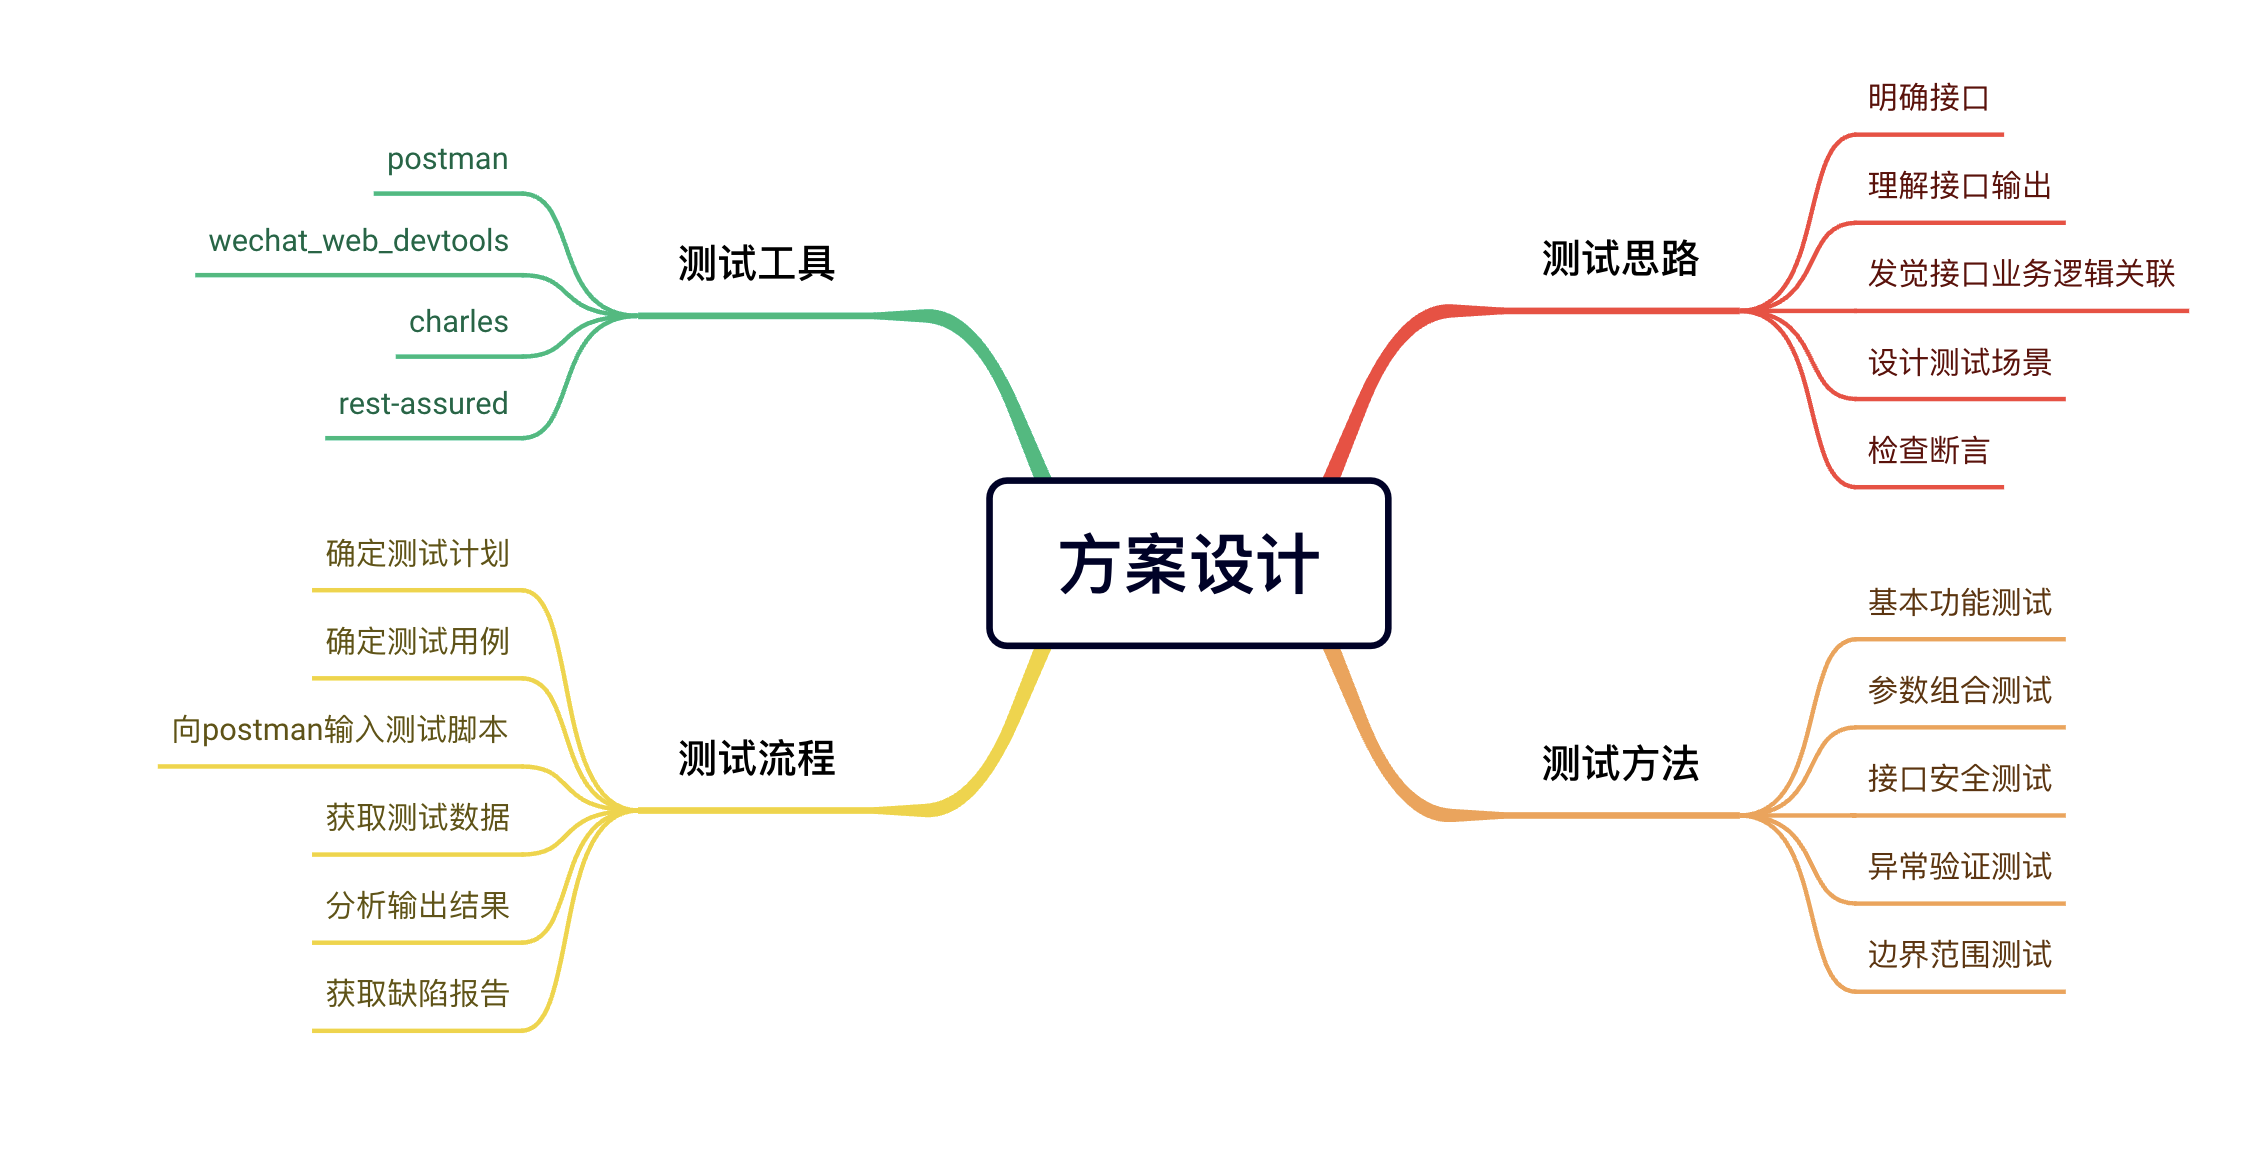 方案设计
测试思路
明确接口
理解接口输出
发觉接口业务逻辑关联
设计测试场景
检查断言
测试方法
基本功能测试
参数组合测试
接口安全测试
异常验证测试
边界范围测试
测试工具
postman
wechat_web_devtools
charles
rest-assured
测试流程
确定测试计划
确定测试用例
向postman输入测试脚本
获取测试数据
分析输出结果
获取缺陷报告